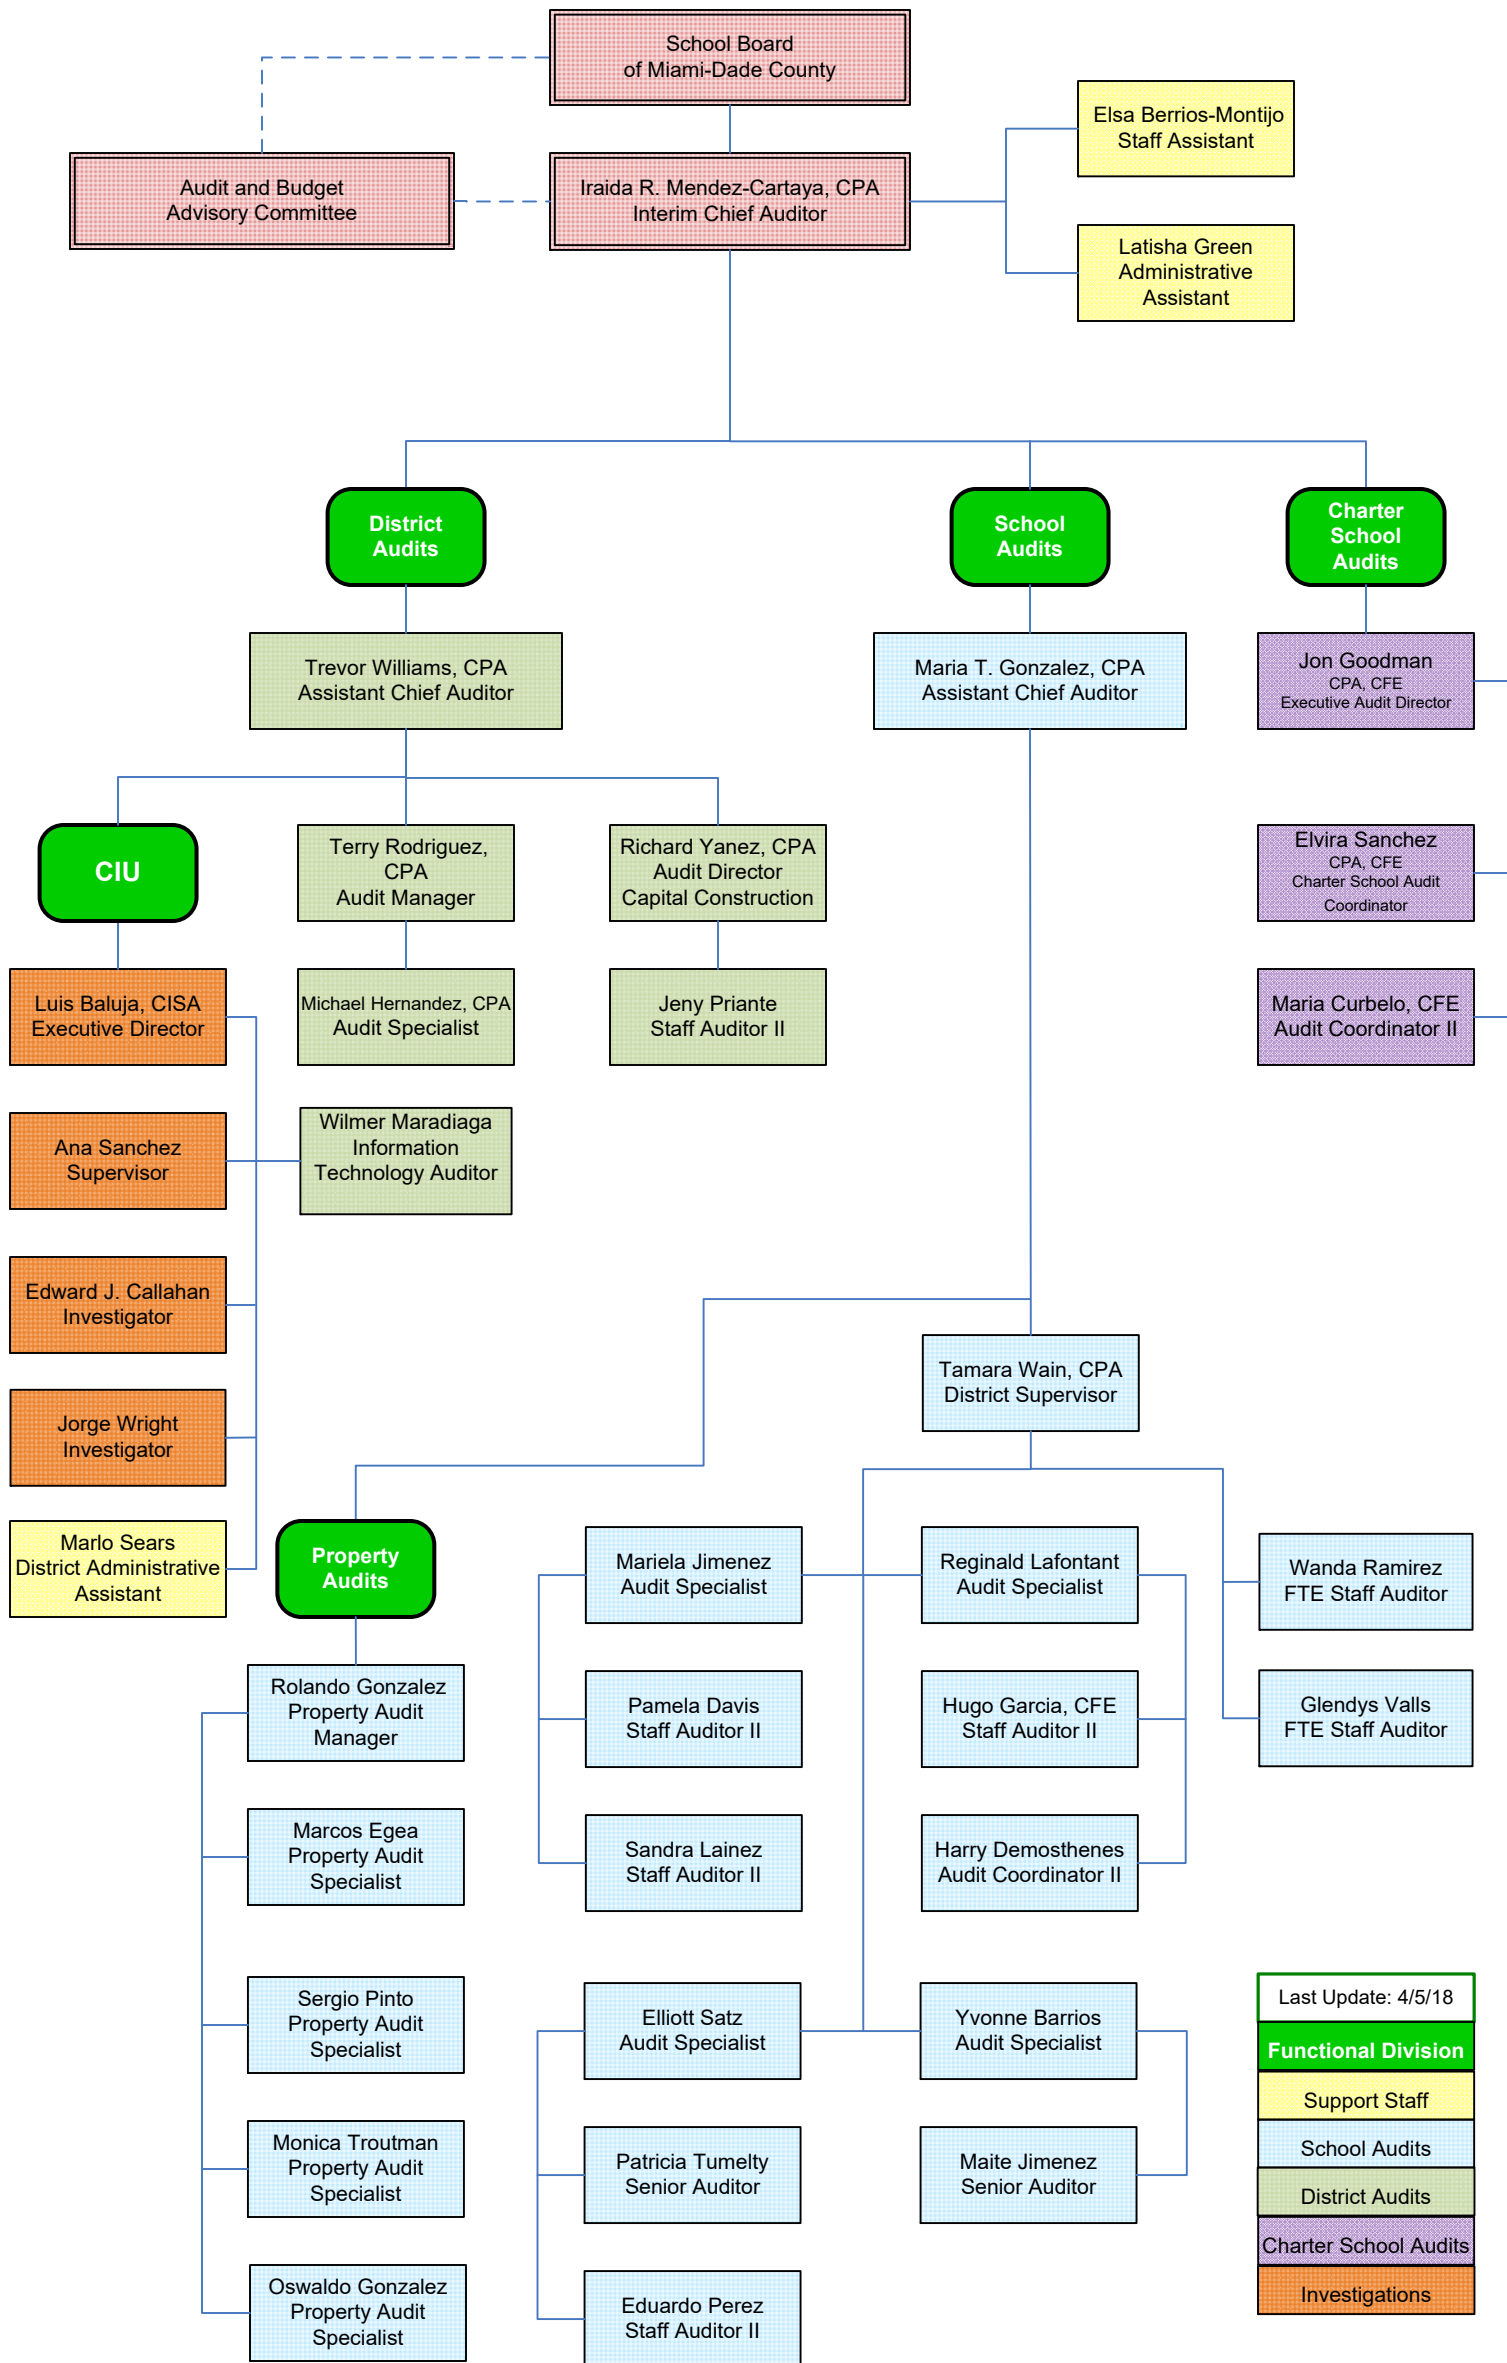 School Board
of Miami-Dade County
Elsa Berrios-Montijo
Staff Assistant
Audit and Budget
Advisory Committee
Iraida R. Mendez-Cartaya, CPA
Interim Chief Auditor
Latisha Green
Administrative
Assistant
District
Audits
School
Audits
Charter
School
Audits
Trevor Williams, CPA
Assistant Chief Auditor
Maria T. Gonzalez, CPA
Assistant Chief Auditor
Jon Goodman
CPA, CFE
Executive Audit Director
CIU
Terry Rodriguez,
CPA
Audit Manager
Richard Yanez, CPA
Audit Director
Capital Construction
Elvira Sanchez
CPA, CFE
Charter School Audit
Coordinator
Luis Baluja, CISA
Executive Director
Michael Hernandez, CPA
Audit Specialist
Jeny Priante
Staff Auditor II
Maria Curbelo, CFE
Audit Coordinator II
Ana Sanchez
Supervisor
Wilmer Maradiaga
Information
Technology Auditor
Edward J. Callahan
Investigator
Tamara Wain, CPA
District Supervisor
Jorge Wright
Investigator
Marlo Sears
District Administrative
Assistant
Property
Audits
Mariela Jimenez
Audit Specialist
Reginald Lafontant
Audit Specialist
Wanda Ramirez
FTE Staff Auditor
Rolando Gonzalez
Property Audit
Manager
Pamela Davis
Staff Auditor II
Hugo Garcia, CFE
Staff Auditor II
Glendys Valls
FTE Staff Auditor
Marcos Egea
Property Audit
Specialist
Sandra Lainez
Staff Auditor II
Harry Demosthenes
Audit Coordinator II
Sergio Pinto
Property Audit
Specialist
Elliott Satz
Audit Specialist
Yvonne Barrios
Audit Specialist
Monica Troutman
Property Audit
Specialist
Patricia Tumelty
Senior Auditor
Maite Jimenez
Senior Auditor
Oswaldo Gonzalez
Property Audit
Specialist
Eduardo Perez
Staff Auditor II
Last Update: 4/5/18
Functional Division
Support Staff
School Audits
District Audits
Charter School Audits
Investigations